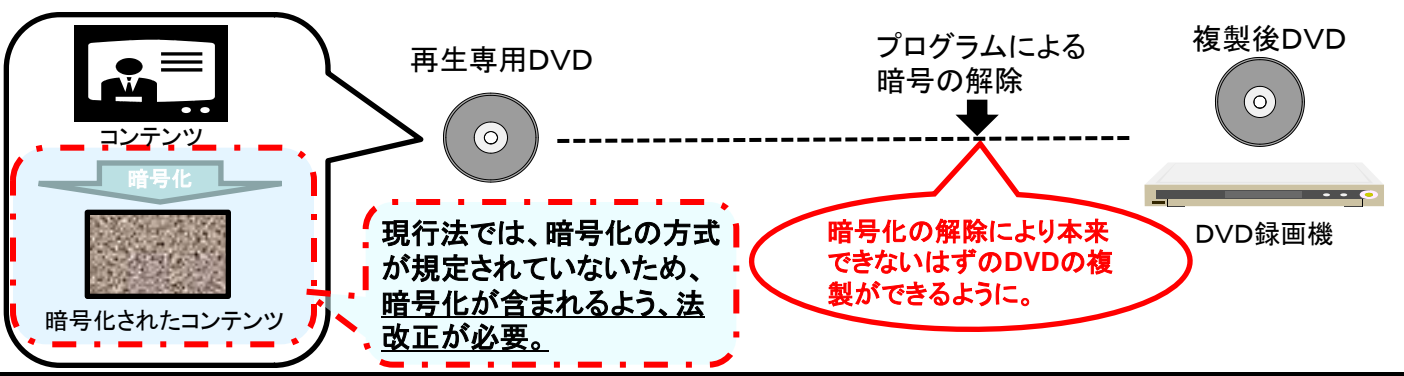 コンテンツ
暗号化
暗号化されたコンテンツ
再生専用DVD
現行法では、暗号化の方式
が規定されていないため、
暗号化が含まれるよう、法
改正が必要。
プログラムによる
暗号の解除
暗号化の解除により本来
できないはずのDVDの複
製ができるように。
複製後DVD
DVD録画機